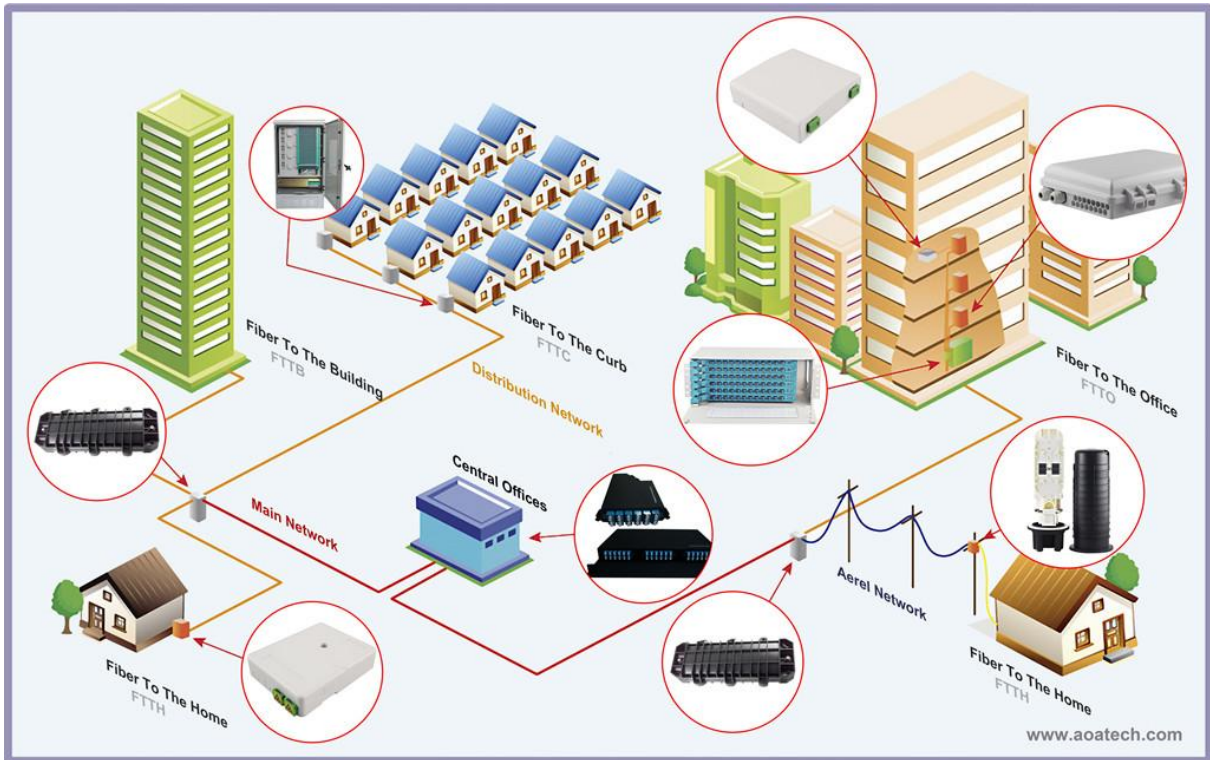 Fiber To The Building
FTTB
Fiber To The Curb
FTTC
Distribution Network
Fiber To The Office
FTTO
Central Offices
Main Network
Aerel Network
Fiber To The Home
FTTH
Fiber To The Home
FTTH
www.aoatech.com